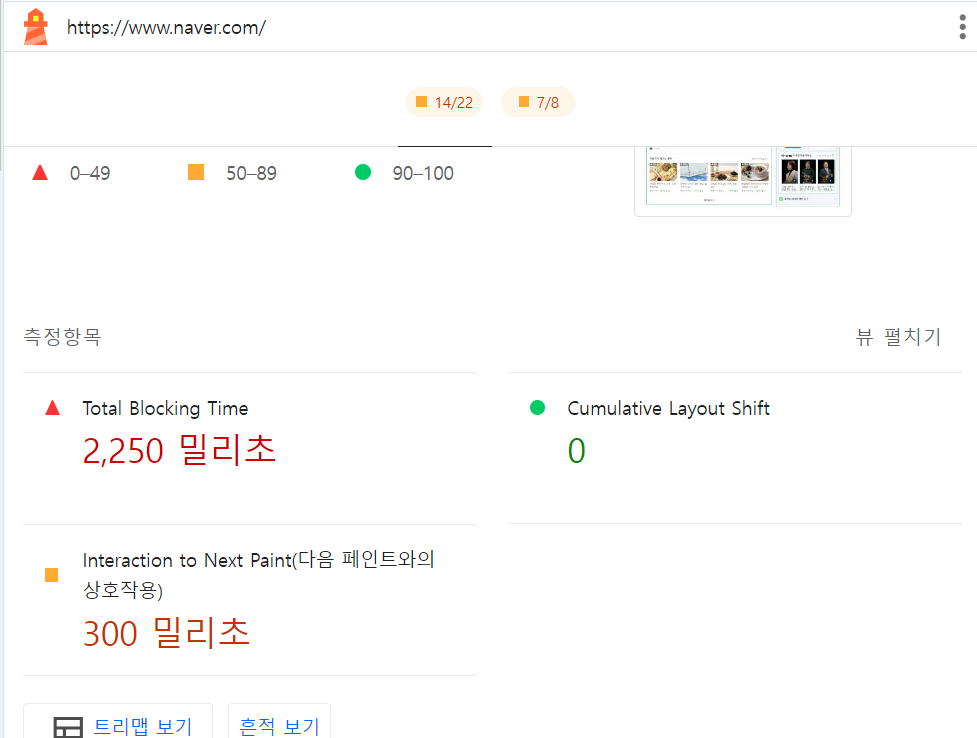 https://www.naver.com/
14/22
7/8
0–49
50–89
90–100
측정항목
뷰 펼치기
Total Blocking Time
2,250 밀리초
Cumulative Layout Shift
0
Interaction to Next Paint(다음 페인트와의
상호작용)
300 밀리초
트리맵 보기
흔적 보기